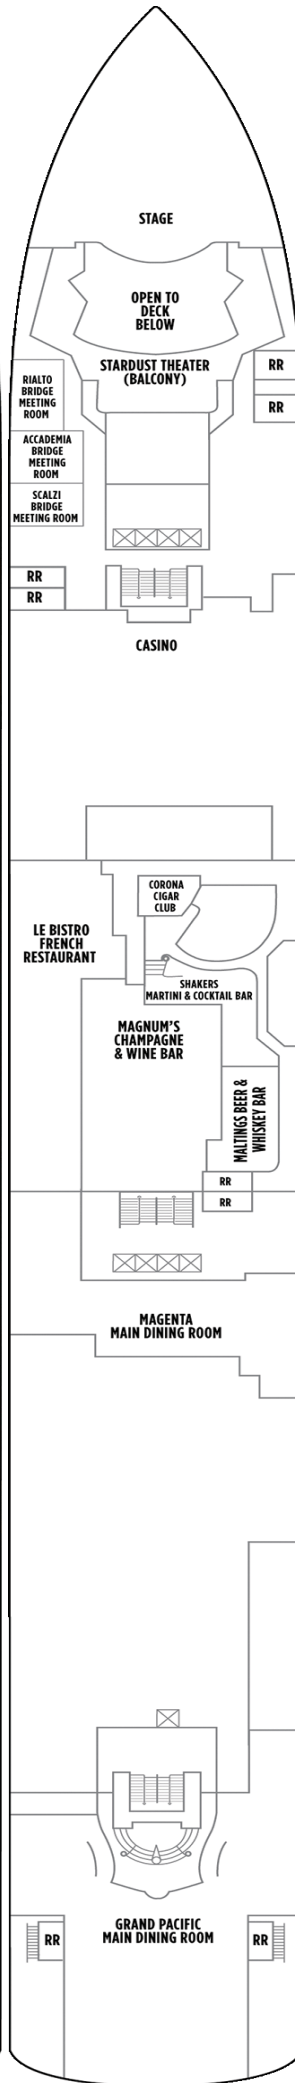 STAGE
OPEN TO
DECK
BELOW
STARDUST THEATER
(BALCONY)
RR
RR
RIALTO
BRIDGE
MEETING
ROOM
ACCADEMIA
BRIDGE
MEETING
ROOM
SCALZI
BRIDGE
MEETING ROOM
RR
RR
CASINO
CORONA
CIGAR
CLUB
LE BISTRO
FRENCH
RESTAURANT
SHAKERS
MARTINI & COCKTAIL BAR
MAGNUM'S
CHAMPAGNE
& WINE BAR
MALTINGS BEER &
WHISKEY BAR
RR
RR
MAGENTA
MAIN DINING ROOM
GRAND PACIFIC
MAIN DINING ROOM
RR
RR